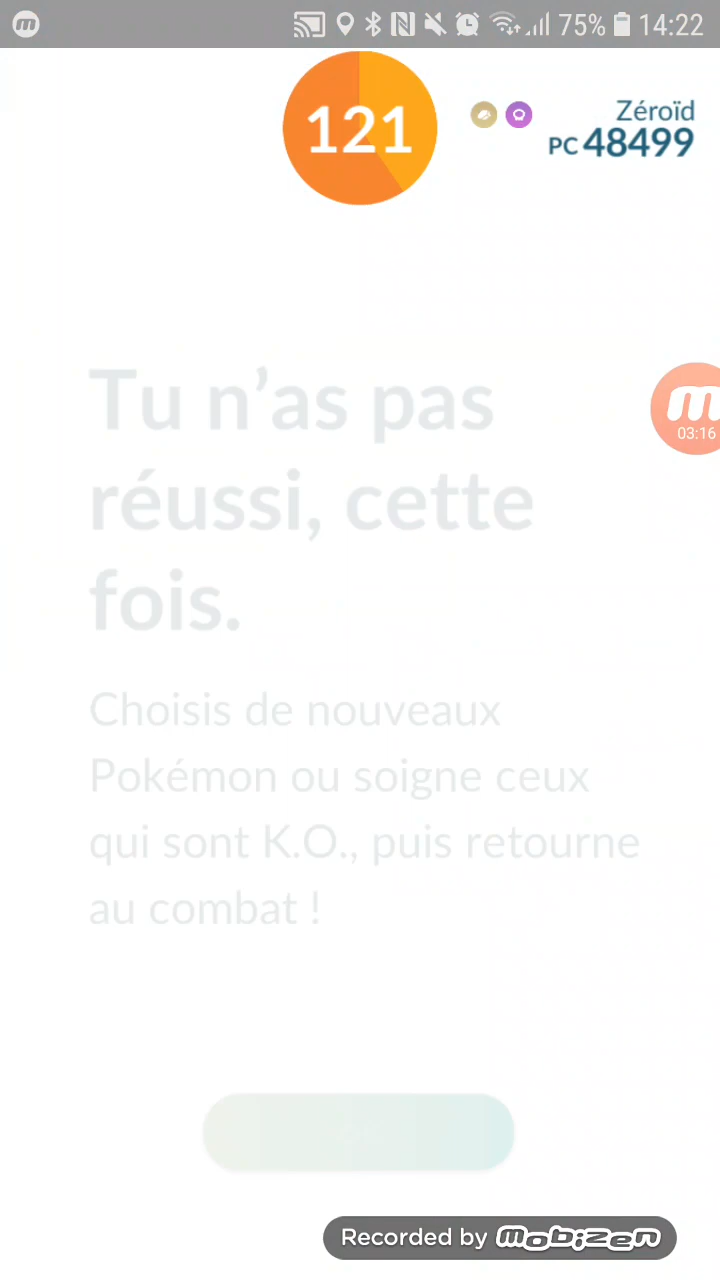 75% 14:22
121
Zéroïd
PC 48499
Tu n'as pas
réussi, cette
fois.
m
03:16
Choisis de nouveaux
Pokémon ou soigne ceux
qui sont K.O., puis retourne
au combat !
Recorded by mobizen